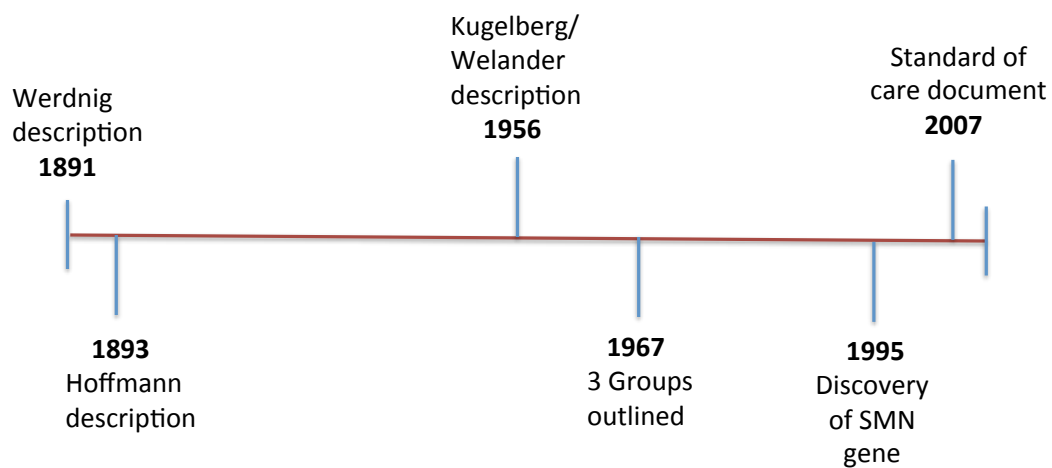 Werdnig
description
1891
Kugelberg/
Welander
description
1956
Standard of
care document
2007
1893
Hoffmann
description
1967
3 Groups
outlined
1995
Discovery
of SMN
gene